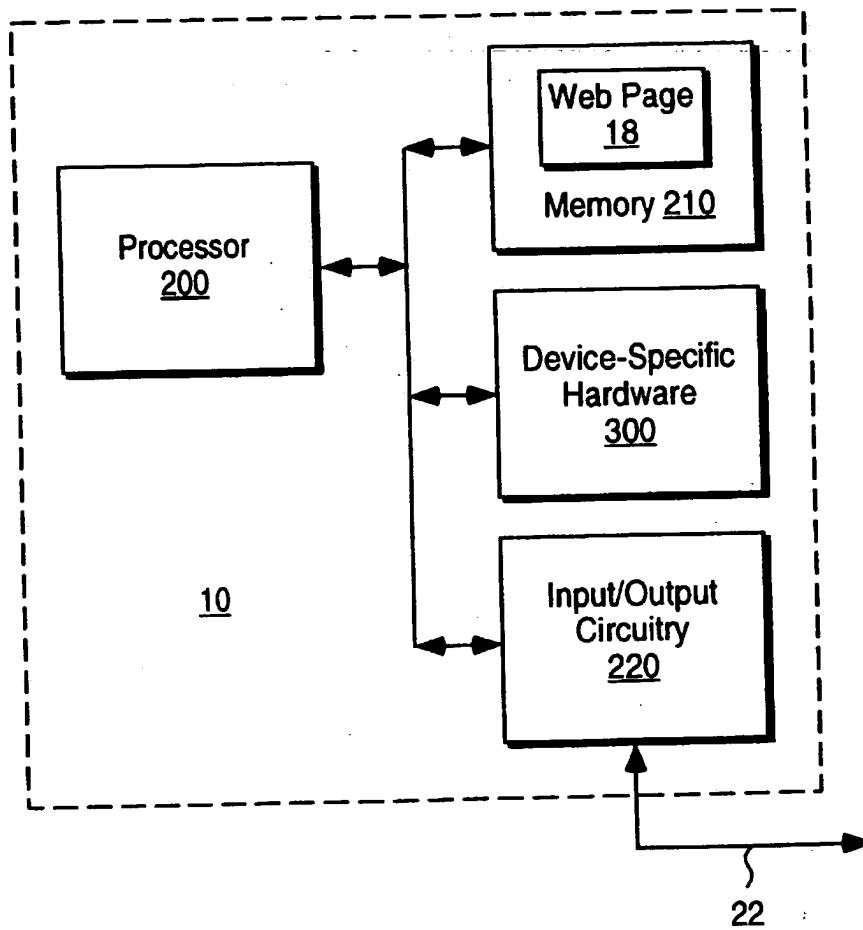 Web Page
18
Memory 210
Processor
200
Device-Specific
Hardware
300
10
Input/Output
Circuitry
220
22